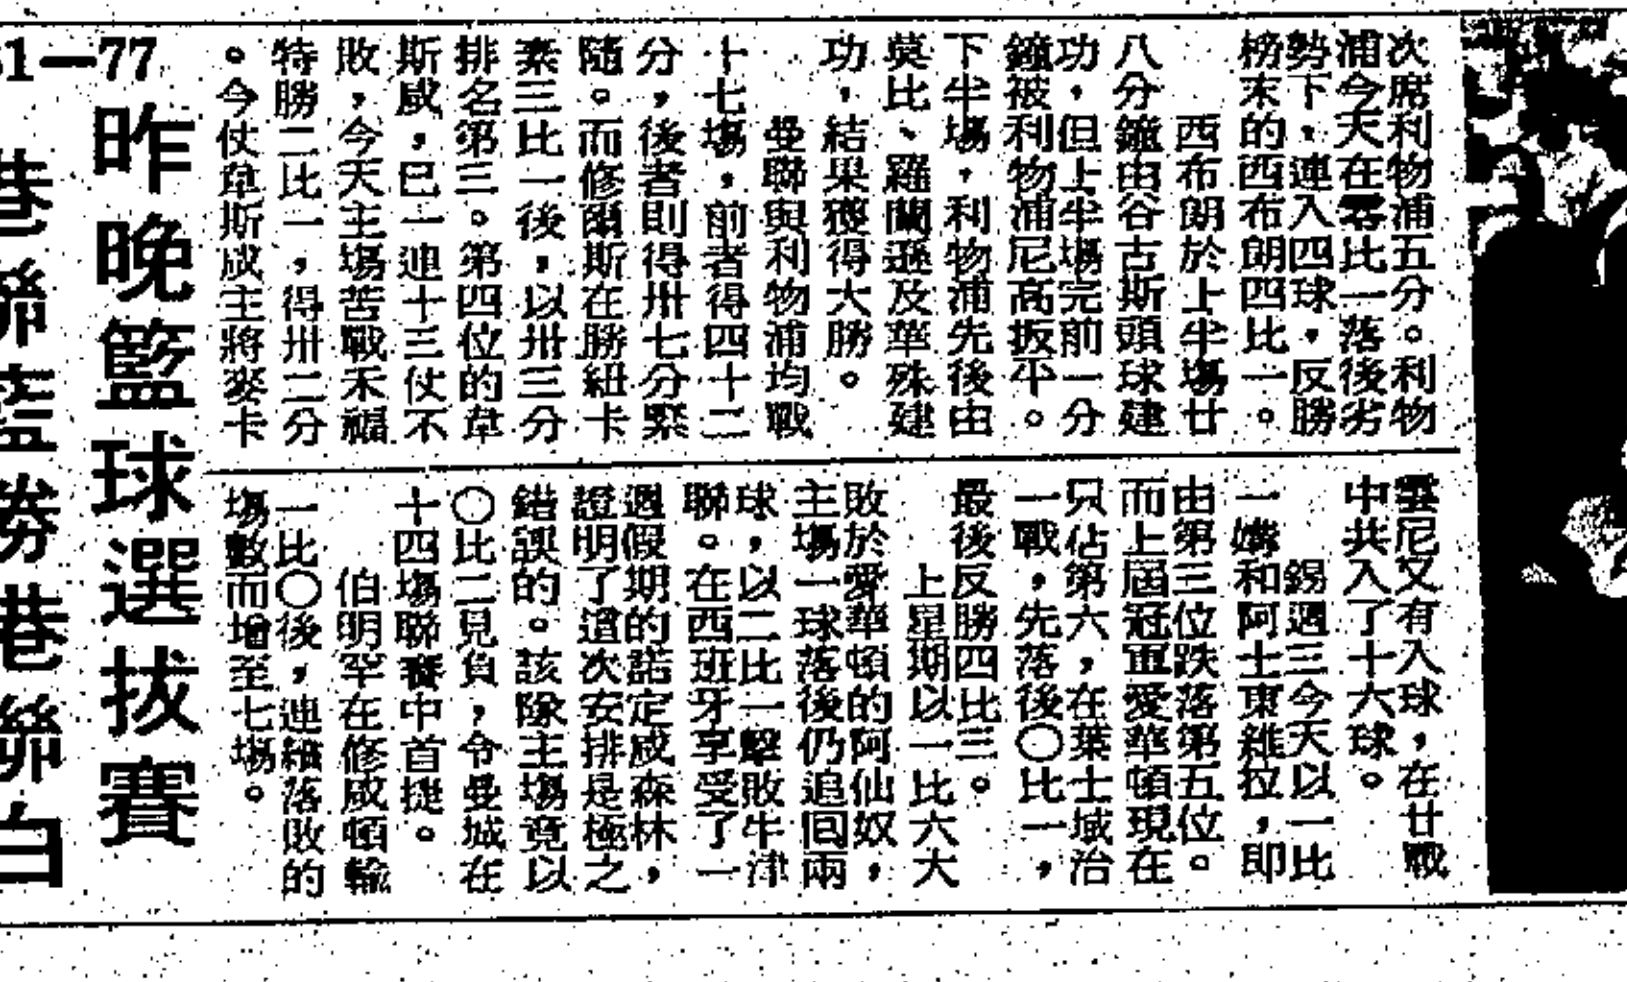 次席利物浦五分。利物
浦今天在零比一落後劣
勢下,連入四球,反勝
榜末的西布朗四比一。
西布朗於上半場廿
八分鐘由谷古斯頭球建
功,但上半場完前一分
鐘被利物浦尼高扳平。
下半場,利物浦先後由
莫比、羅蘭遜及華殊建
功,結果獲得大勝。
曼聯與利物浦均戰
十七場,前者得四十二
分,後者則得卅七分緊
隨。而修爾斯在勝紐卡
素三比一後,以卅三分
排名第三。第四位的韋
斯咸,已一連十三仗不
敗,今天主場苦戰禾福
特勝二比一,得卅二分
。今仗韋斯咸主將麥卡
雲尼又有入球,在廿戰
中共入了十六球。
錫週三今天以一比
一構和阿士東維拉,即
由第三位跌落第五位。
而上屆冠軍愛華頓現在
只佔第六,在葉士域治
一戰,先落後〇比一,
最後反勝四比三。
上星期以一比六大
敗於愛華頓的阿仙奴,
主場一球落後仍追回兩
球,以二比一擊敗牛津
聯。在西班牙享受了一
週假期的諾定咸森林,
證明了這次安排是極之
錯誤的。該隊主場竟以
〇比二見負,令曼城在
十四場聯賽中首捷。
伯明罕在修咸頓輸
一比〇後,連續落敗的
場數而增至七場。
昨晚籃球選拔賽
—77
港聯藍勝港聯白